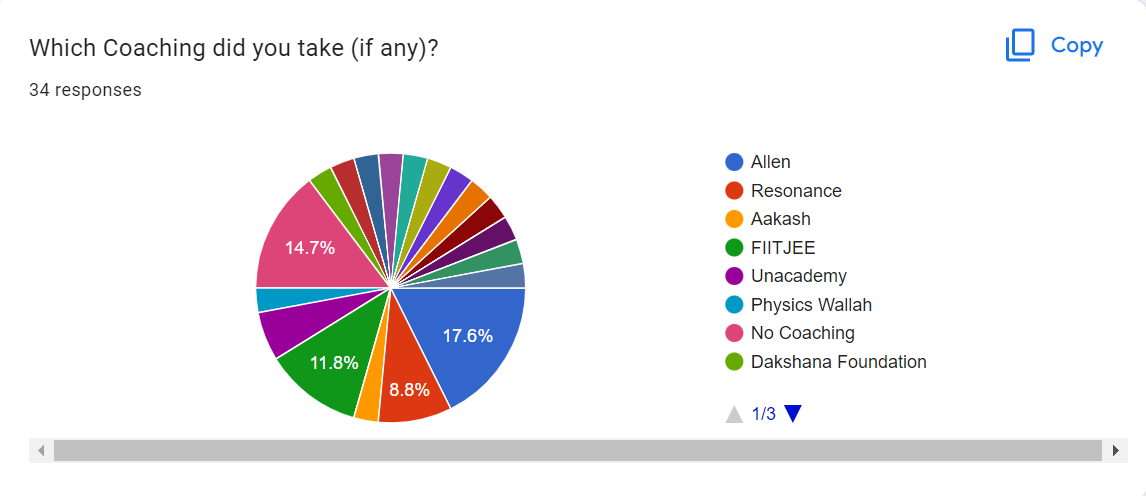 Which Coaching did you take (if any)?
Copy
34 responses
14.7%
17.6%
11.8%
8.8%
Allen
Resonance
Aakash
FIITJEE
Unacademy
Physics Wallah
No Coaching
Dakshana Foundation
1/3